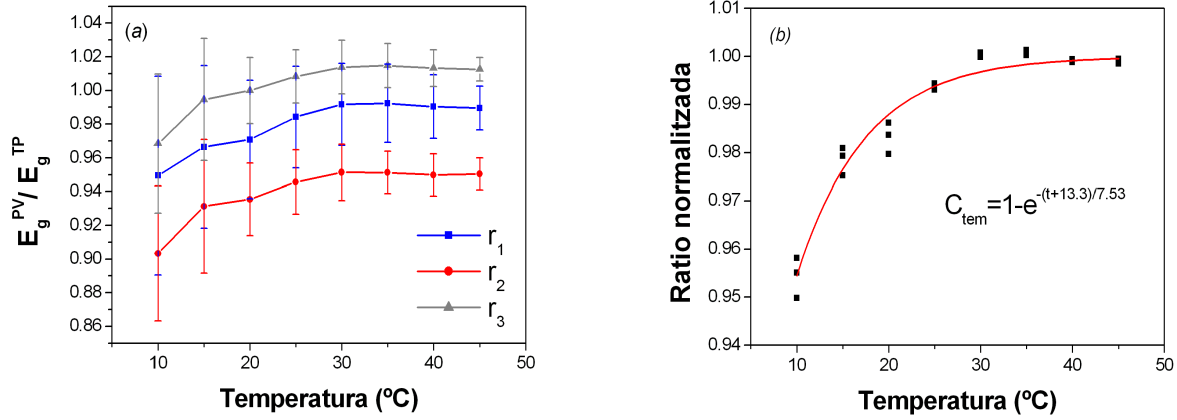 (a)
1.04
1.02
1.00
0.98
0.96
0.94
0.92
0.90
0.88
0.86
E_g^PV / E_g^TP
r_1
r_2
r_3
10 20 30 40 50
Temperatura (ºC)
(b)
1.01
1.00
0.99
0.98
0.97
0.96
0.95
0.94
Ratio normalitzada
C_tem=1-e^-(t+13.3)/7.53
10 20 30 40 50
Temperatura (ºC)